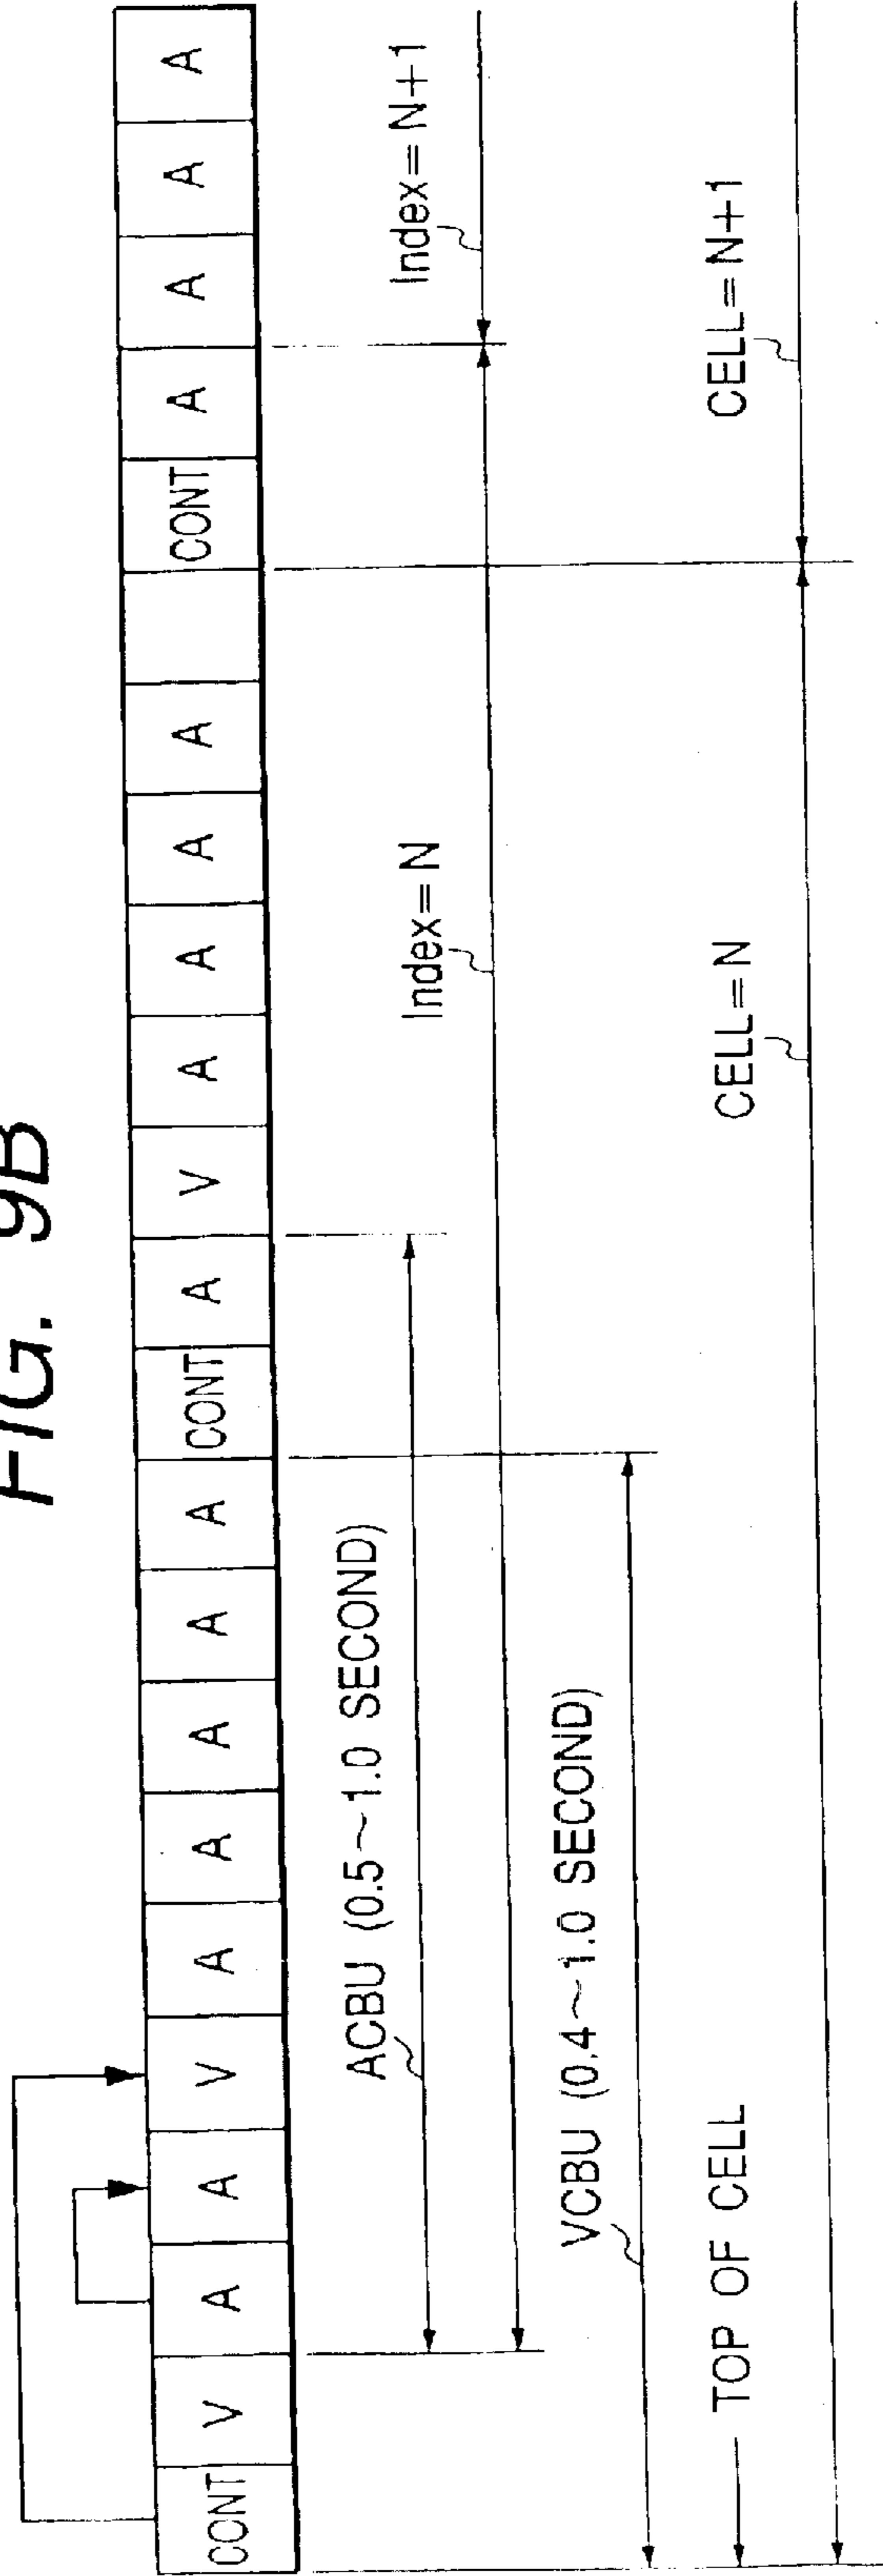 FIG. 9B
CONT V A A V A A A A A CONT A V A A A A CONT A A A A
ACBU (0.5~1.0 SECOND)
Index=N
Index=N+1
VCBU (0.4~1.0 SECOND)
TOP OF CELL
CELL=N
CELL=N+1